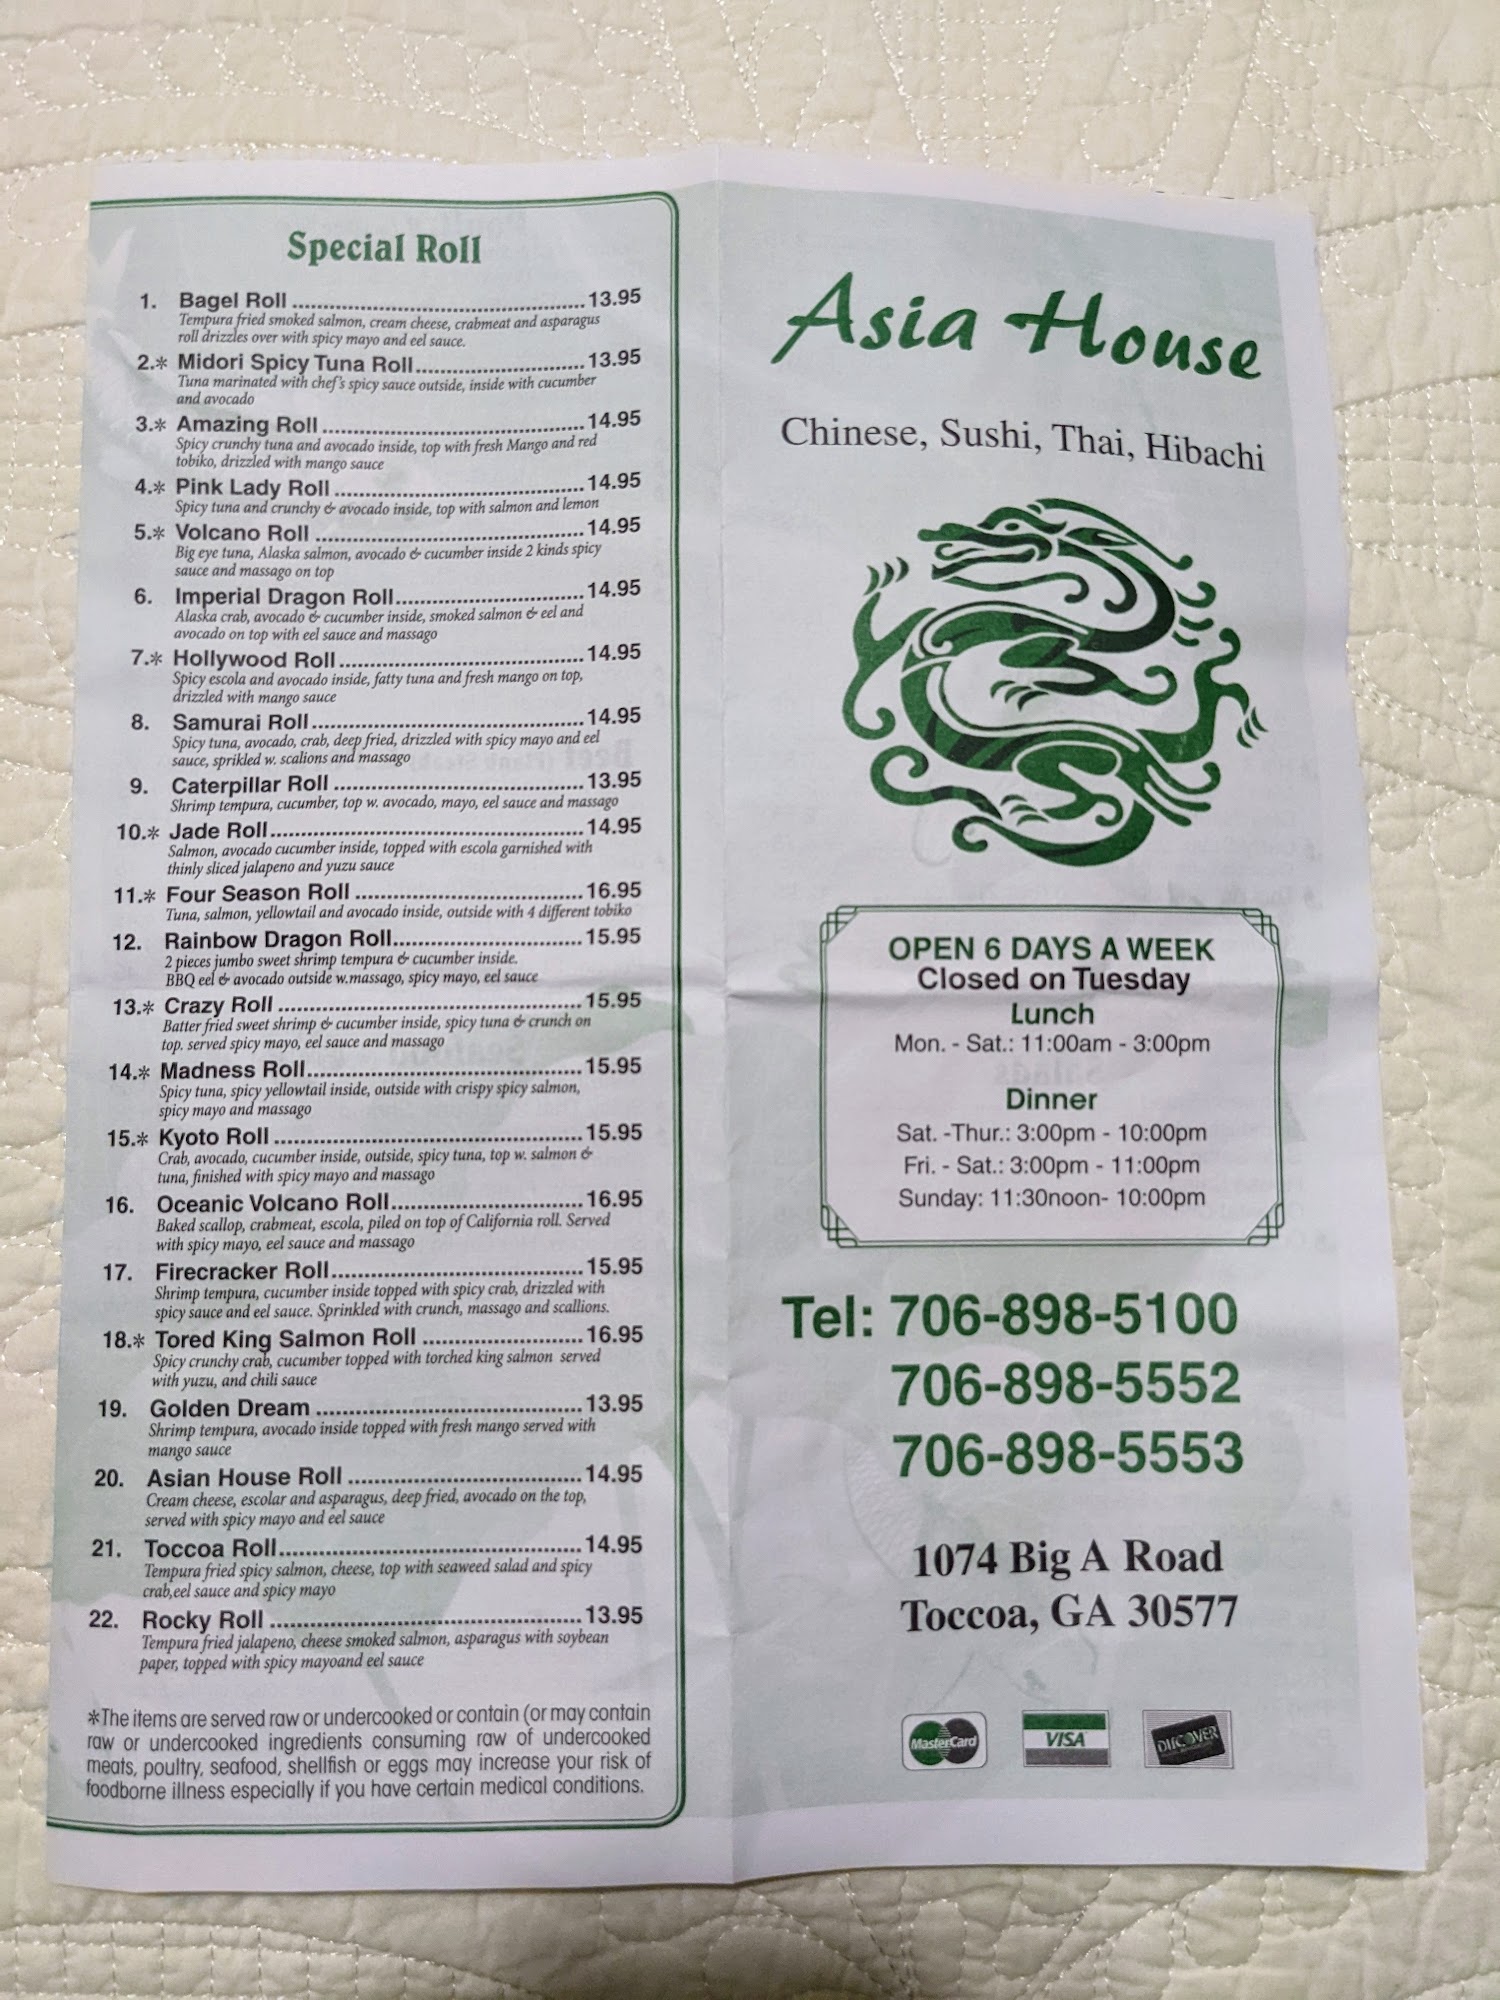 Special Roll
1. Bagel Roll 13.95
Tempura fried smoked salmon, cream cheese, crabmeat and asparagus
roll drizzles over with spicy mayo and eel sauce.
2.* Midori Spicy Tuna Roll 13.95
Tuna marinated with chef's spicy sauce outside, inside with cucumber
and avocado
3.* Amazing Roll 14.95
Spicy crunchy tuna and avocado inside, top with fresh Mango and red
tobiko, drizzled with mango sauce
4.* Pink Lady Roll 14.95
Spicy tuna and crunchy & avocado inside, top with salmon and lemon
5.* Volcano Roll 14.95
Big eye tuna, Alaska salmon, avocado & cucumber inside 2 kinds spicy
sauce and massago on top
6. Imperial Dragon Roll 14.95
Alaska crab, avocado & cucumber inside, smoked salmon & eel and
avocado on top with eel sauce and massago
7.* Hollywood Roll 14.95
Spicy escola and avocado inside, fatty tuna and fresh mango on top,
drizzled with mango sauce
8. Samurai Roll 14.95
Spicy tuna, avocado, crab, deep fried, drizzled with spicy mayo and eel
sauce, sprikled w. scalions and massago
9. Caterpillar Roll 13.95
Shrimp tempura, cucumber, top w. avocado, mayo, eel sauce and massago
10.* Jade Roll 14.95
Salmon, avocado cucumber inside, topped with escola garnished with
thinly sliced jalapeno and yuzu sauce
11.* Four Season Roll 16.95
Tuna, salmon, yellowtail and avocado inside, outside with 4 different tobiko
12. Rainbow Dragon Roll 15.95
2 pieces jumbo sweet shrimp tempura & cucumber inside.
BBQ eel & avocado outside w.massago, spicy mayo, eel sauce
13.* Crazy Roll 15.95
Batter fried sweet shrimp & cucumber inside, spicy tuna & crunch on
top. served spicy mayo, eel sauce and massago
14.* Madness Roll 15.95
Spicy tuna, spicy yellowtail inside, outside with crispy spicy salmon,
spicy mayo and massago
15.* Kyoto Roll 15.95
Crab, avocado, cucumber inside, outside, spicy tuna, top w. salmon &
tuna, finished with spicy mayo and massago
16. Oceanic Volcano Roll 16.95
Baked scallop, crabmeat, escola, piled on top of California roll. Served
with spicy mayo, eel sauce and massago
17. Firecracker Roll 15.95
Shrimp tempura, cucumber inside topped with spicy crab, drizzled with
spicy sauce and eel sauce. Sprinkled with crunch, massago and scallions.
18.* Tored King Salmon Roll 16.95
Spicy crunchy crab, cucumber topped with torched king salmon served
with yuzu, and chili sauce
19. Golden Dream 13.95
Shrimp tempura, avocado inside topped with fresh mango served with
mango sauce
20. Asian House Roll 14.95
Cream cheese, escolar and asparagus, deep fried, avocado on the top,
served with spicy mayo and eel sauce
21. Toccoa Roll 14.95
Tempura fried spicy salmon, cheese, top with seaweed salad and spicy
crab,eel sauce and spicy mayo
22. Rocky Roll 13.95
Tempura fried jalapeno, cheese smoked salmon, asparagus with soybean
paper, topped with spicy mayoand eel sauce
*The items are served raw or undercooked or contain (or may contain
raw or undercooked ingredients consuming raw of undercooked
meats, poultry, seafood, shellfish or eggs may increase your risk of
foodborne illness especially if you have certain medical conditions.
Asia House
Chinese, Sushi, Thai, Hibachi
OPEN 6 DAYS A WEEK
Closed on Tuesday
Lunch
Mon. - Sat.: 11:00am - 3:00pm
Dinner
Sat. -Thur.: 3:00pm - 10:00pm
Fri. - Sat.: 3:00pm - 11:00pm
Sunday: 11:30noon- 10:00pm
Tel: 706-898-5100
706-898-5552
706-898-5553
1074 Big A Road
Toccoa, GA 30577
MasterCard VISA DISCOVER